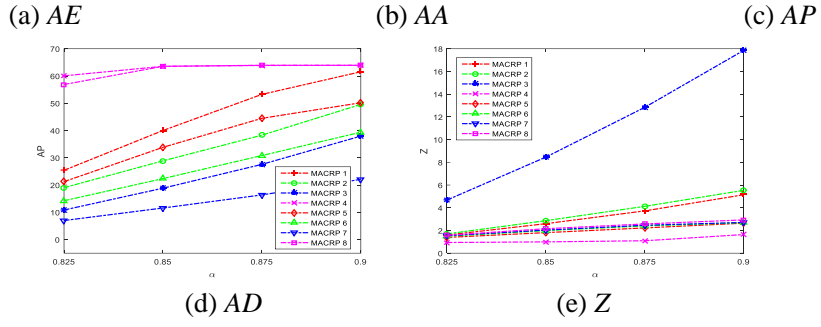 (a) AE (b) AA (c) AP
70
60
50
40
30
20
10
0
AP
0.825 0.85 0.875 0.9
α
MACRP 1
MACRP 2
MACRP 3
MACRP 4
MACRP 5
MACRP 6
MACRP 7
MACRP 8
18
16
14
12
10
8
6
4
2
0
Z
0.825 0.85 0.875 0.9
α
MACRP 1
MACRP 2
MACRP 3
MACRP 4
MACRP 5
MACRP 6
MACRP 7
MACRP 8
(d) AD (e) Z